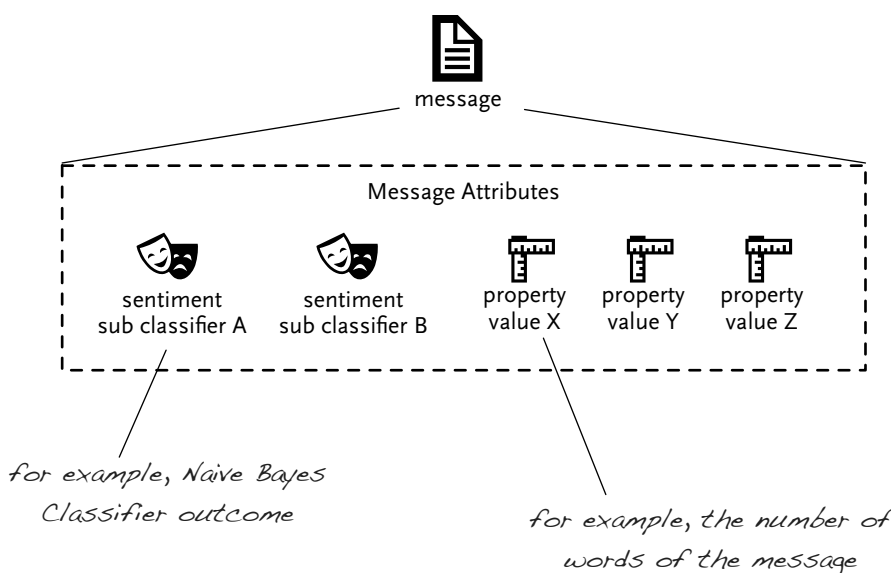 message
Message Attributes
sentiment
sub classifier A
sentiment
sub classifier B
property
value X
property
value Y
property
value Z
for example, Naive Bayes
Classifier outcome
for example, the number of
words of the message